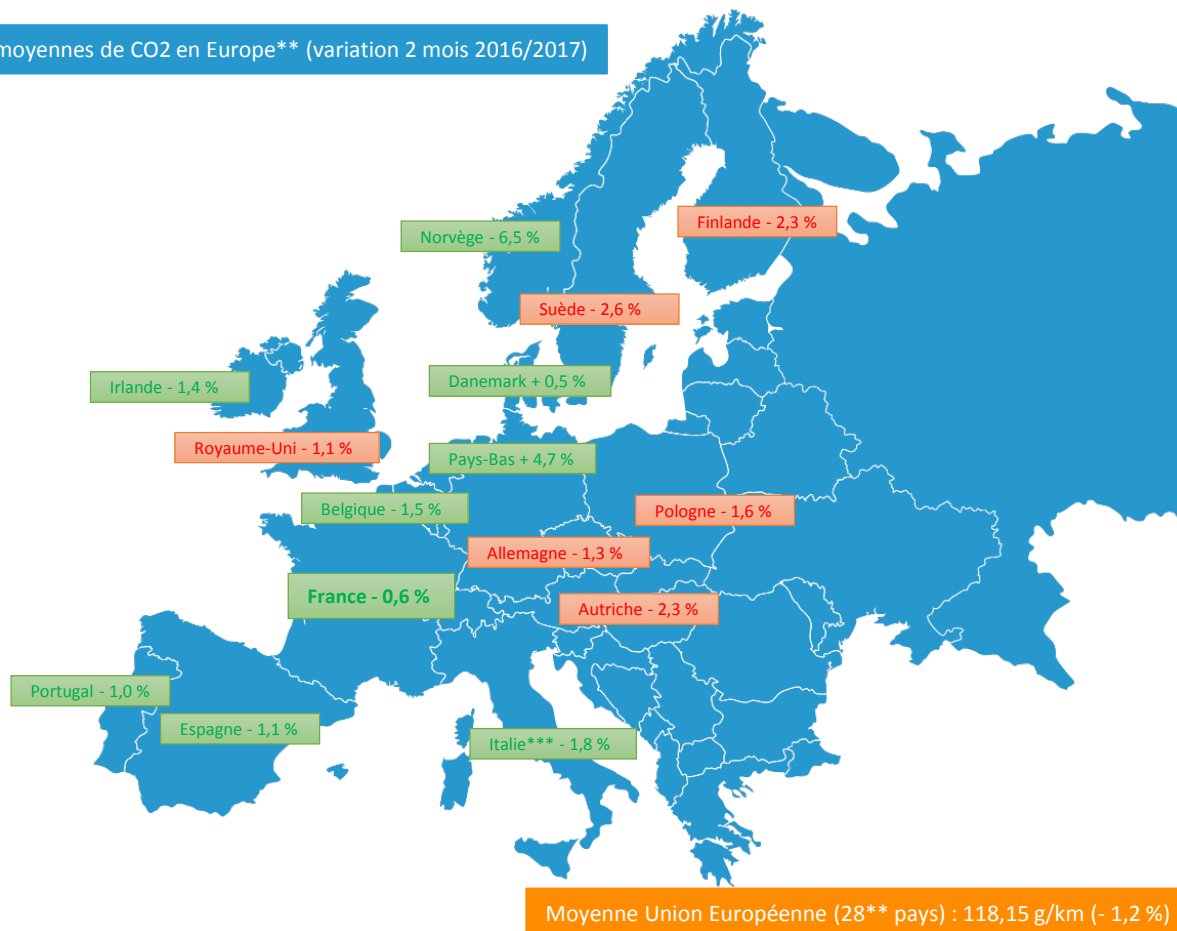 moyennes de CO2 en Europe** (variation 2 mois 2016/2017)
Finlande - 2,3 %
Norvège - 6,5 %
Suède - 2,6 %
Irlande - 1,4 %
Danemark + 0,5 %
Royaume-Uni - 1,1 %
Pays-Bas + 4,7 %
Belgique - 1,5 %
Pologne - 1,6 %
Allemagne - 1,3 %
France - 0,6 %
Autriche - 2,3 %
Portugal - 1,0 %
Espagne - 1,1 %
Italie*** - 1,8 %
Moyenne Union Européenne (28** pays) : 118,15 g/km (- 1,2 %)